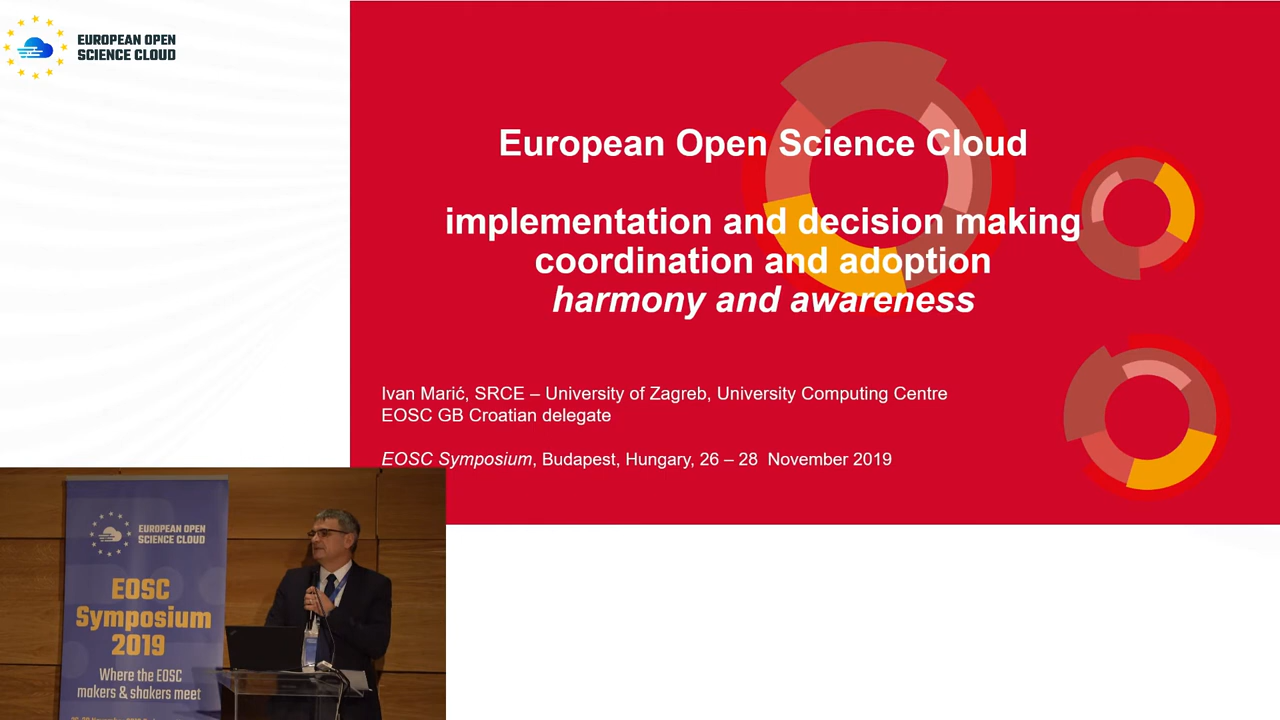 EUROPEAN OPEN
SCIENCE CLOUD
European Open Science Cloud
implementation and decision making
coordination and adoption
harmony and awareness
Ivan Marić, SRCE – University of Zagreb, University Computing Centre
EOSC GB Croatian delegate
EOSC Symposium, Budapest, Hungary, 26 – 28 November 2019
EUROPEAN OPEN
SCIENCE CLOUD
EOSC
Symposium
2019
Where the EOSC
makers & shakers meet